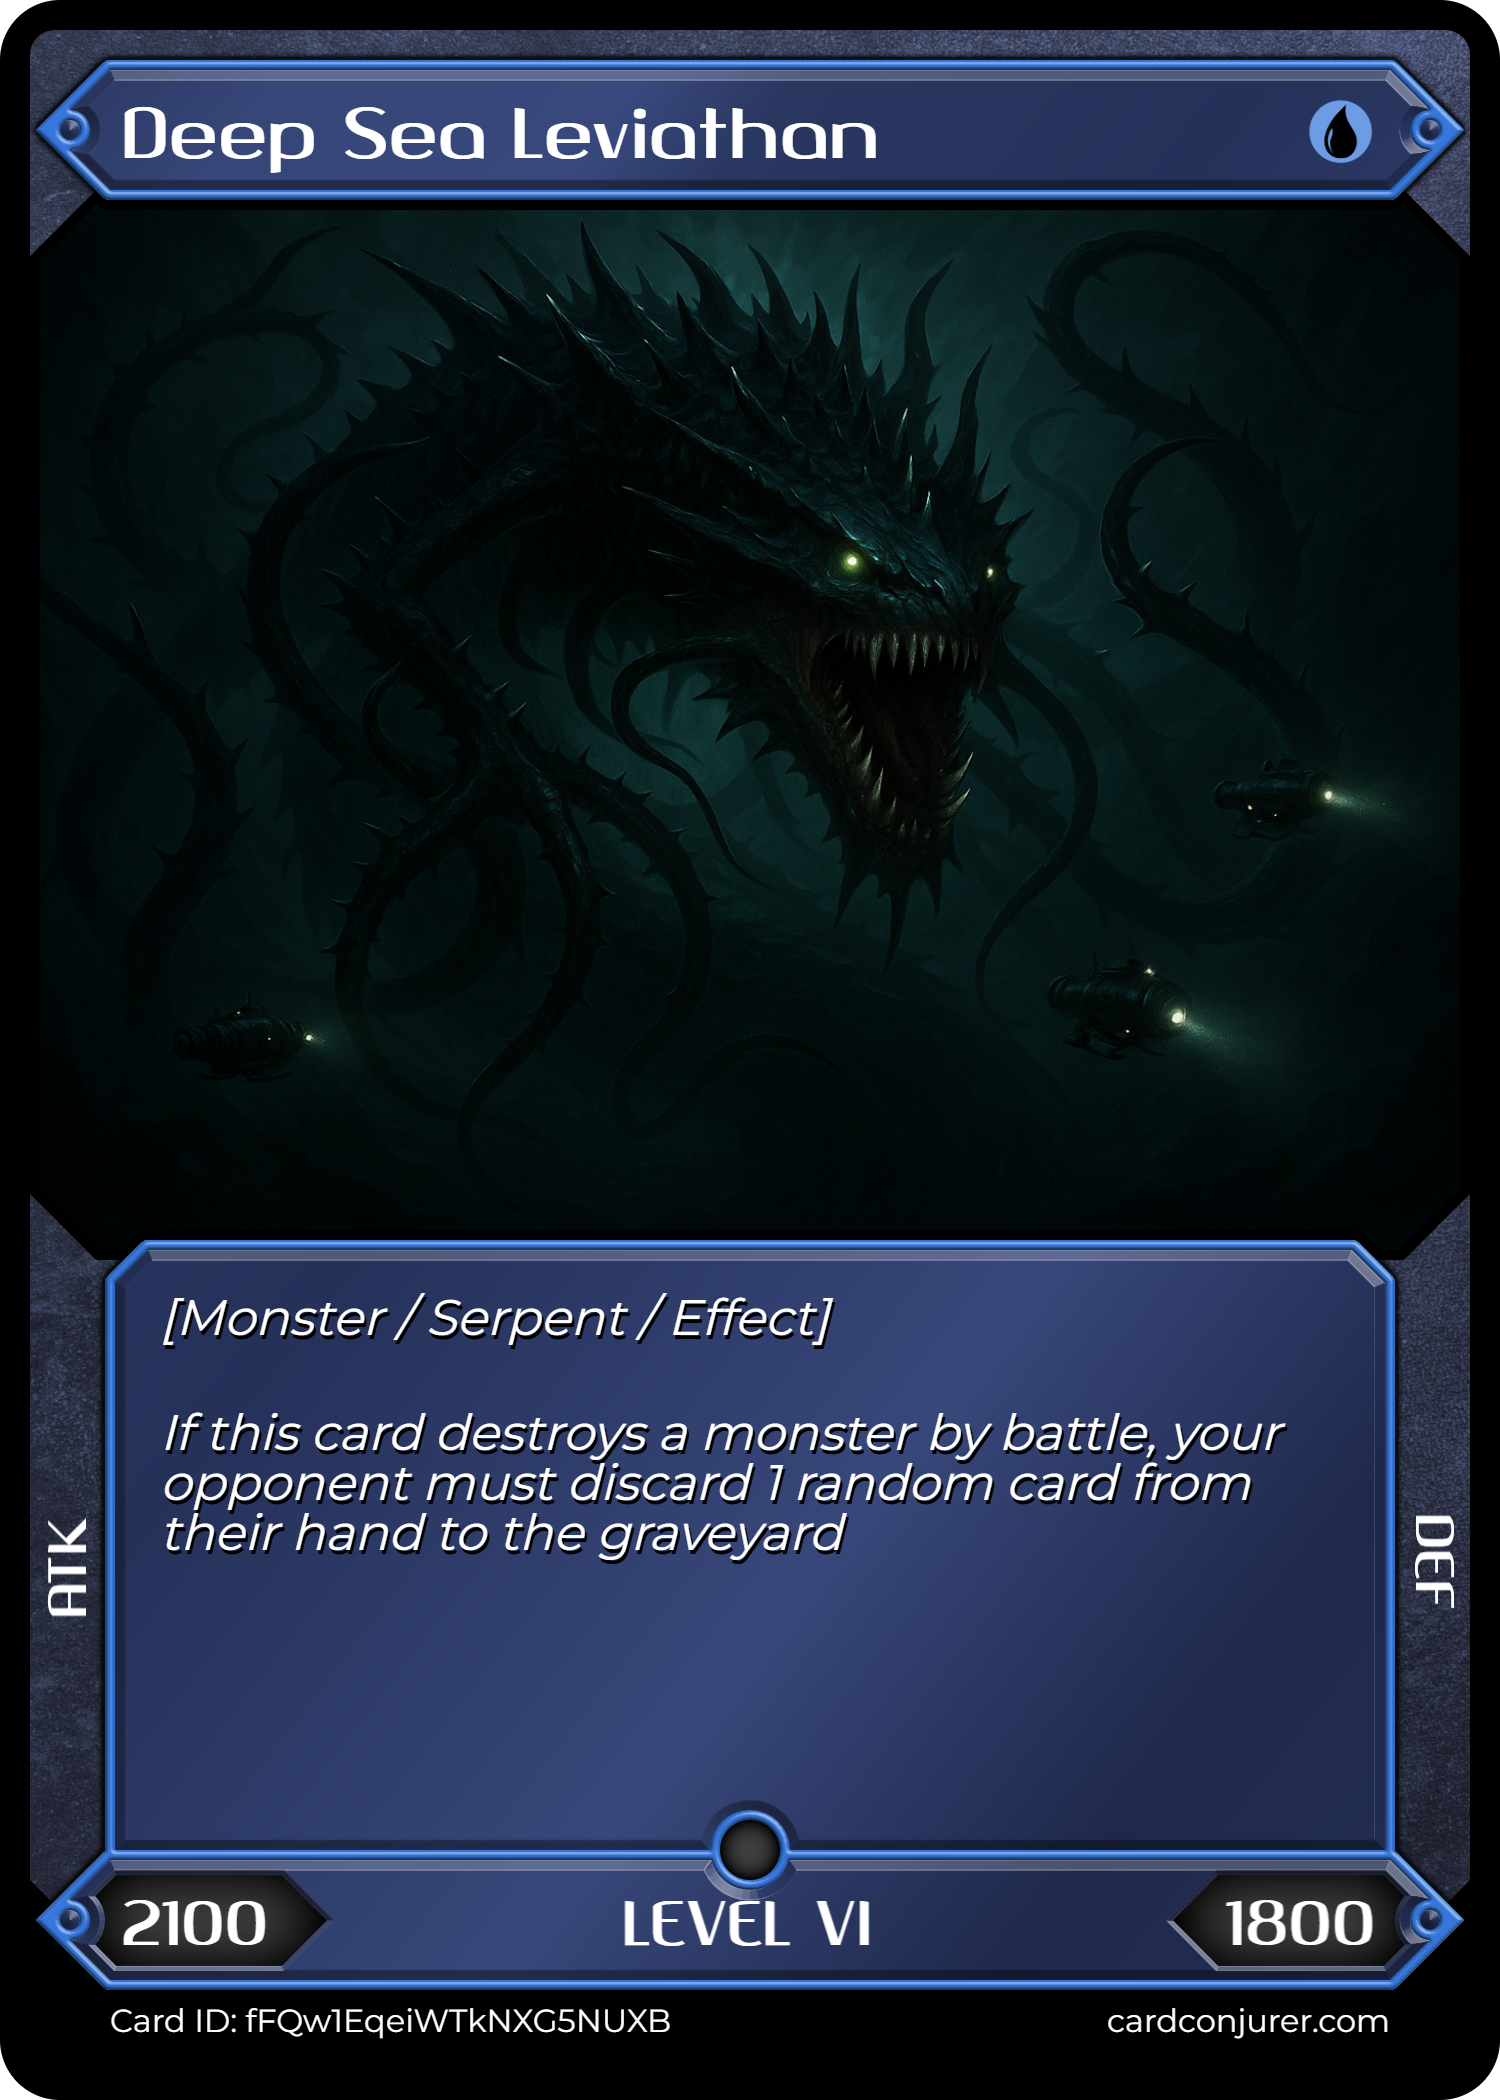 Deep Sea Leviathan
[Monster / Serpent / Effect]
If this card destroys a monster by battle, your
opponent must discard 1 random card from
their hand to the graveyard
ATK
DEF
2100
LEVEL VI
1800
Card ID: fFQw1EqeiWTkNXG5NUXB
cardconjurer.com